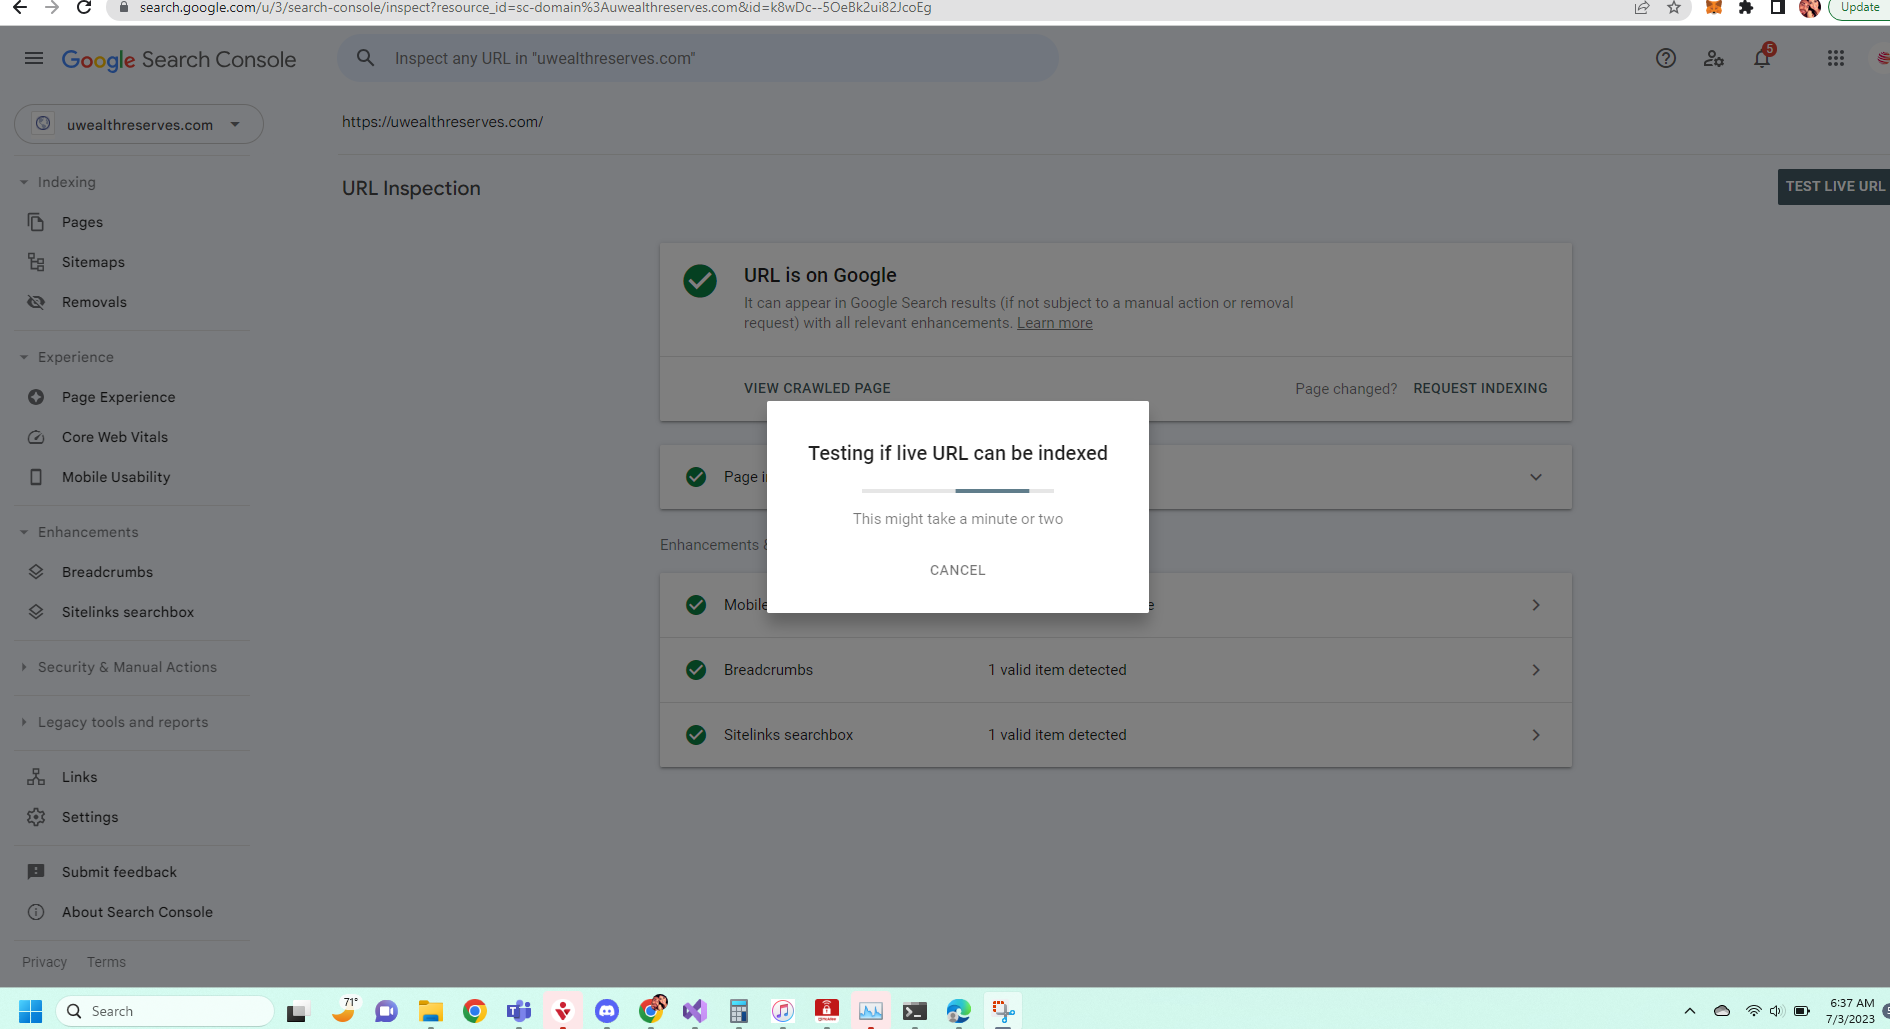 search.google.com/u/3/search-console/inspect?resource_id=sc-domain%3Auwealthreserves.com&id=k8wDc--5OeBk2ui82JcoEg
Update
Google Search Console
Inspect any URL in "uwealthreserves.com"
5
uwealthreserves.com
https://uwealthreserves.com/
Indexing
URL Inspection
TEST LIVE URL
Pages
Sitemaps
Removals
URL is on Google
It can appear in Google Search results (if not subject to a manual action or removal
request) with all relevant enhancements. Learn more
Experience
Page Experience
Core Web Vitals
Mobile Usability
VIEW CRAWLED PAGE
Page changed? REQUEST INDEXING
Testing if live URL can be indexed
This might take a minute or two
CANCEL
Page i
Enhancements
Mobile
e
Breadcrumbs 1 valid item detected
Sitelinks searchbox 1 valid item detected
Enhancements
Breadcrumbs
Sitelinks searchbox
Security & Manual Actions
Legacy tools and reports
Links
Settings
Submit feedback
About Search Console
Privacy Terms
Search
71°
6:37 AM
7/3/2023